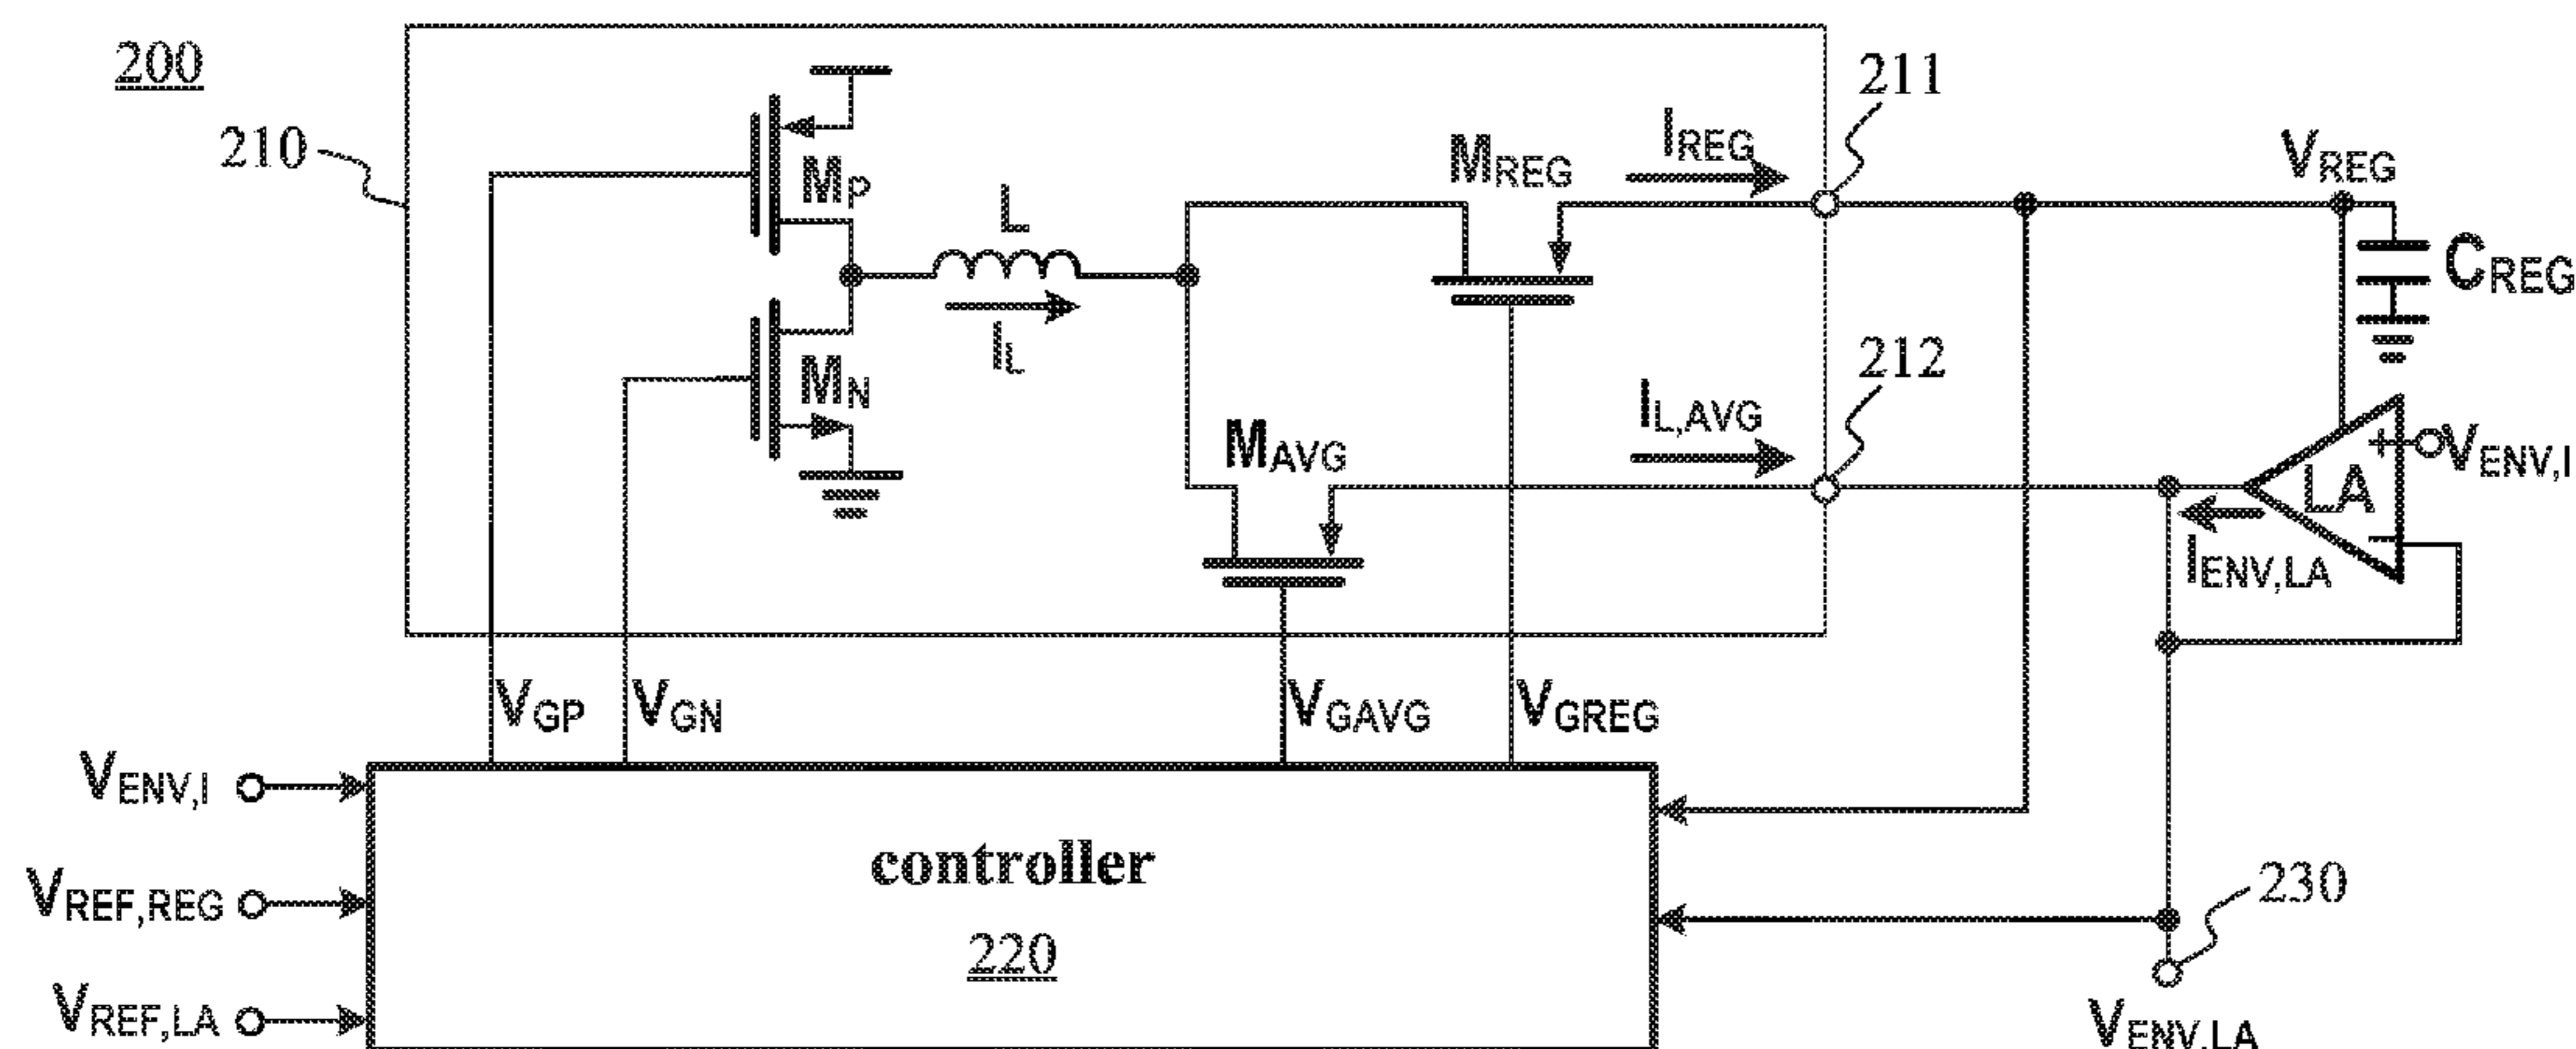 200
210
MP
MN
L
IL
MREG
IREG
211
VREG
CREG
MAVG
IL,AVG
212
+
VENV,I
LA
−
IENV,LA
VGP
VGN
VGAVG
VGREG
VENV,I
VREF,REG
VREF,LA
controller
220
230
VENV,LA